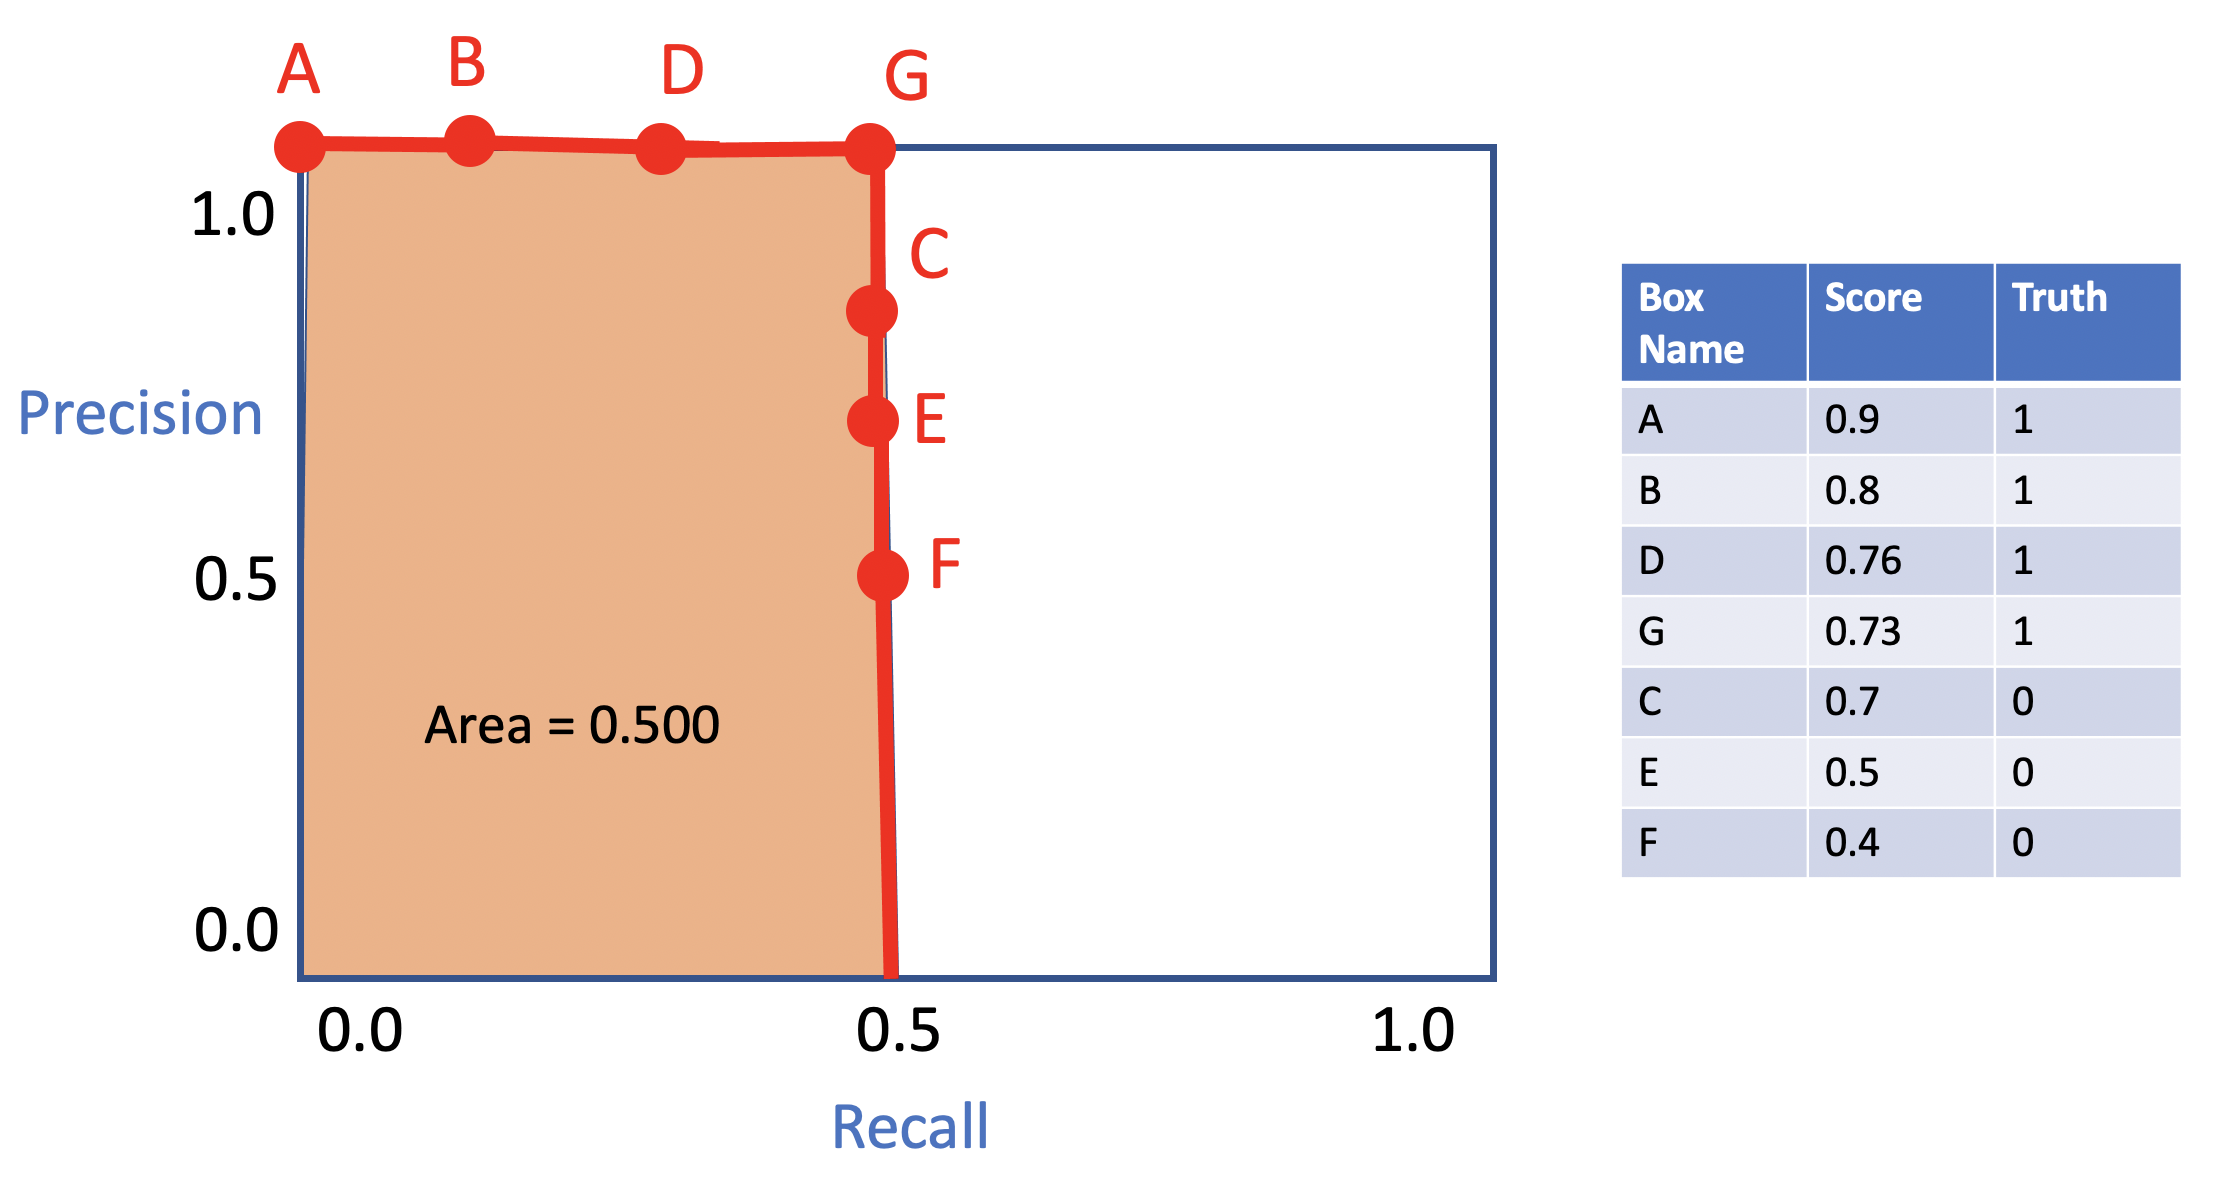 A
B
D
G
1.0
C
Precision
E
0.5
F
Area = 0.500
0.0
0.0 0.5 1.0
Recall
Box Name Score Truth
A 0.9 1
B 0.8 1
D 0.76 1
G 0.73 1
C 0.7 0
E 0.5 0
F 0.4 0